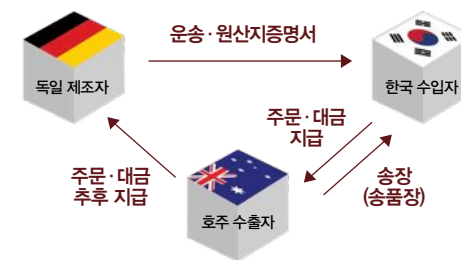 운송·원산지증명서
독일 제조자
한국 수입자
주문·대금
지급
주문·대금
추후 지급
송장
(송품장)
호주 수출자